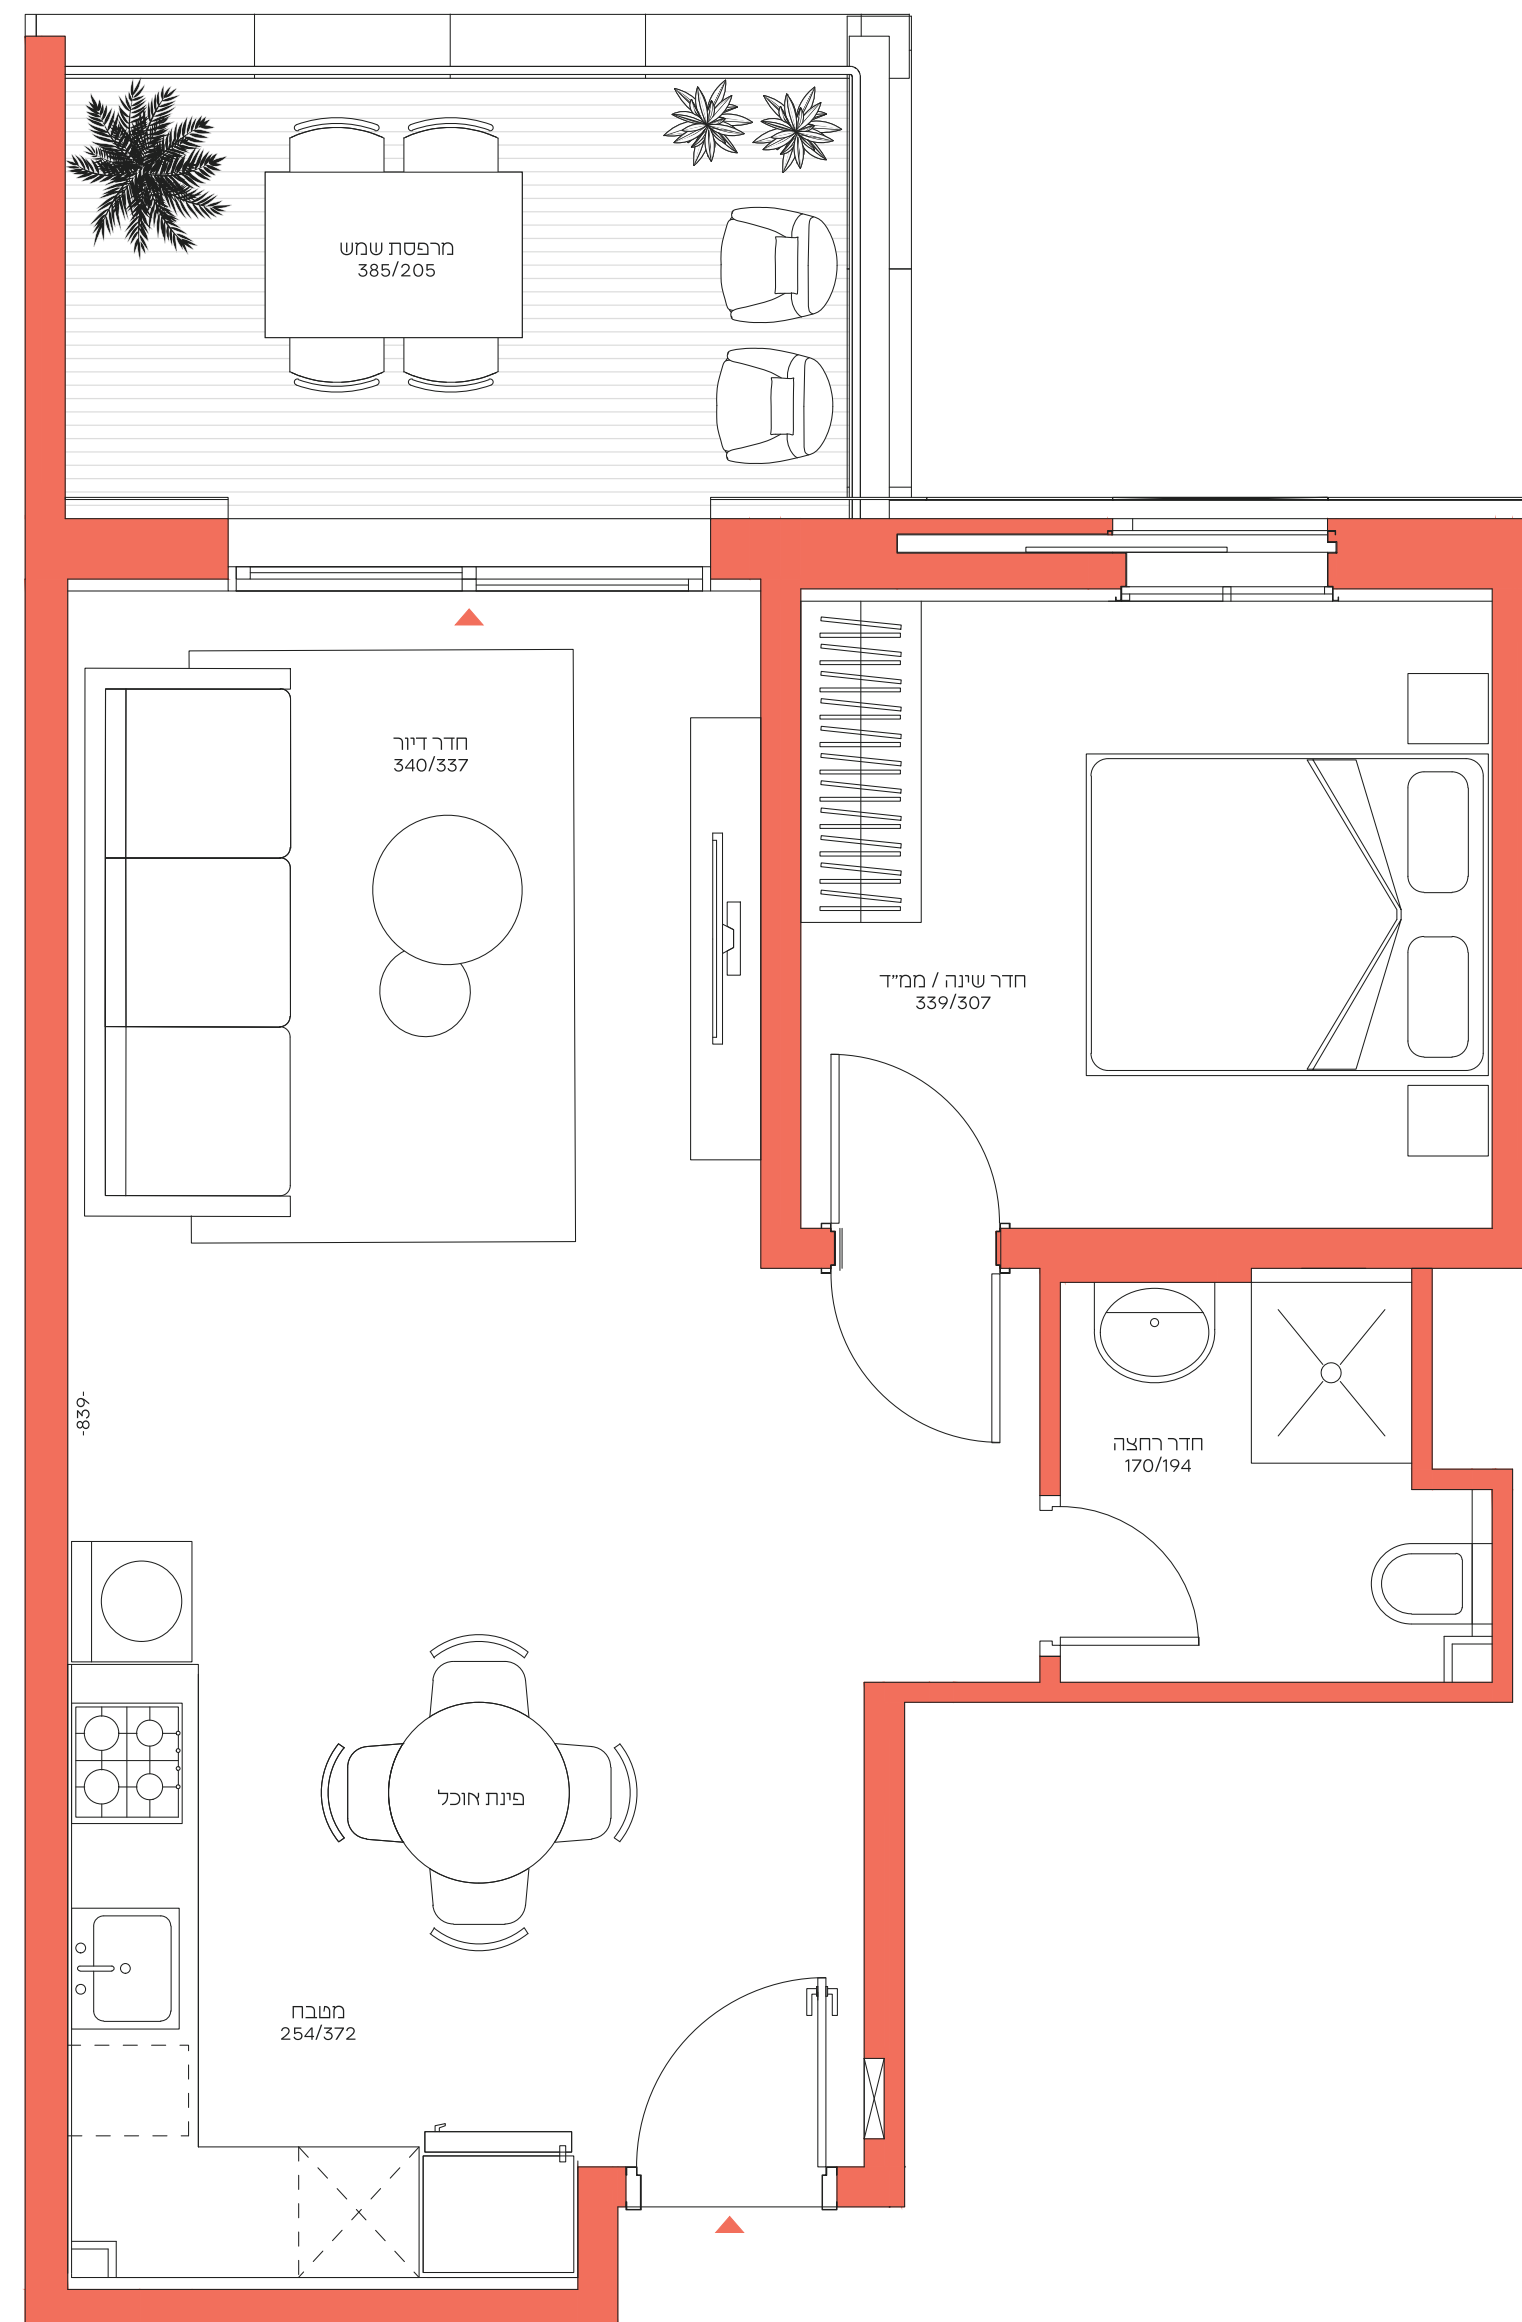 מרפסת שמש
385/205
חדר דיור
340/337
חדר שינה / ממ״ד
339/307
-839-
חדר רחצה
170/194
פינת אוכל
מטבח
254/372